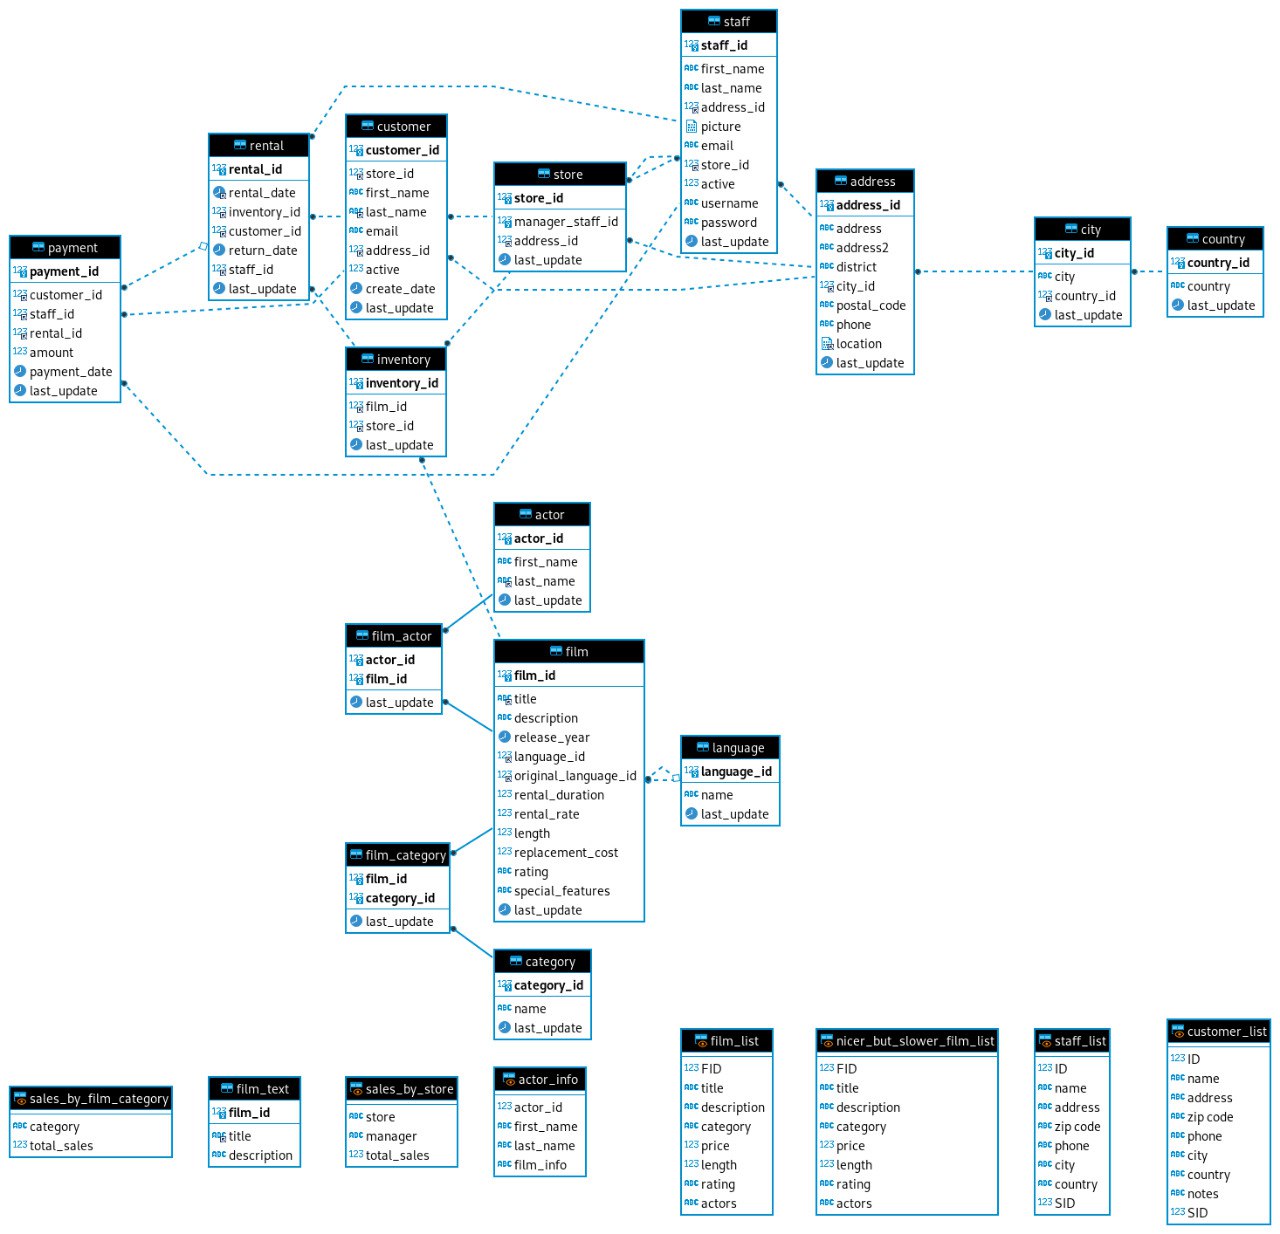 staff
staff_id
first_name
last_name
address_id
picture
email
store_id
active
username
password
last_update
customer
customer_id
store_id
first_name
last_name
email
address_id
active
create_date
last_update
rental
rental_id
rental_date
inventory_id
customer_id
return_date
staff_id
last_update
store
store_id
manager_staff_id
address_id
last_update
address
address_id
address
address2
district
city_id
postal_code
phone
location
last_update
city
city_id
city
country_id
last_update
country
country_id
country
last_update
payment
payment_id
customer_id
staff_id
rental_id
amount
payment_date
last_update
inventory
inventory_id
film_id
store_id
last_update
actor
actor_id
first_name
last_name
last_update
film_actor
actor_id
film_id
last_update
film
film_id
title
description
release_year
language_id
original_language_id
rental_duration
rental_rate
length
replacement_cost
rating
special_features
last_update
language
language_id
name
last_update
film_category
film_id
category_id
last_update
category
category_id
name
last_update
sales_by_film_category
category
total_sales
film_text
film_id
title
description
sales_by_store
store
manager
total_sales
actor_info
actor_id
first_name
last_name
film_info
film_list
FID
title
description
category
price
length
rating
actors
nicer_but_slower_film_list
FID
title
description
category
price
length
rating
actors
staff_list
ID
name
address
zip code
phone
city
country
SID
customer_list
ID
name
address
zip code
phone
city
country
notes
SID